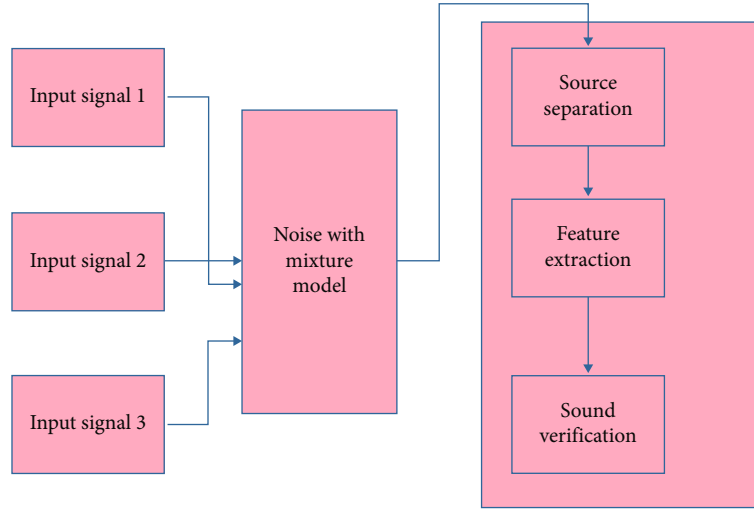 Input signal 1
Input signal 2
Input signal 3
Noise with
mixture
model
Source
separation
Feature
extraction
Sound
verification